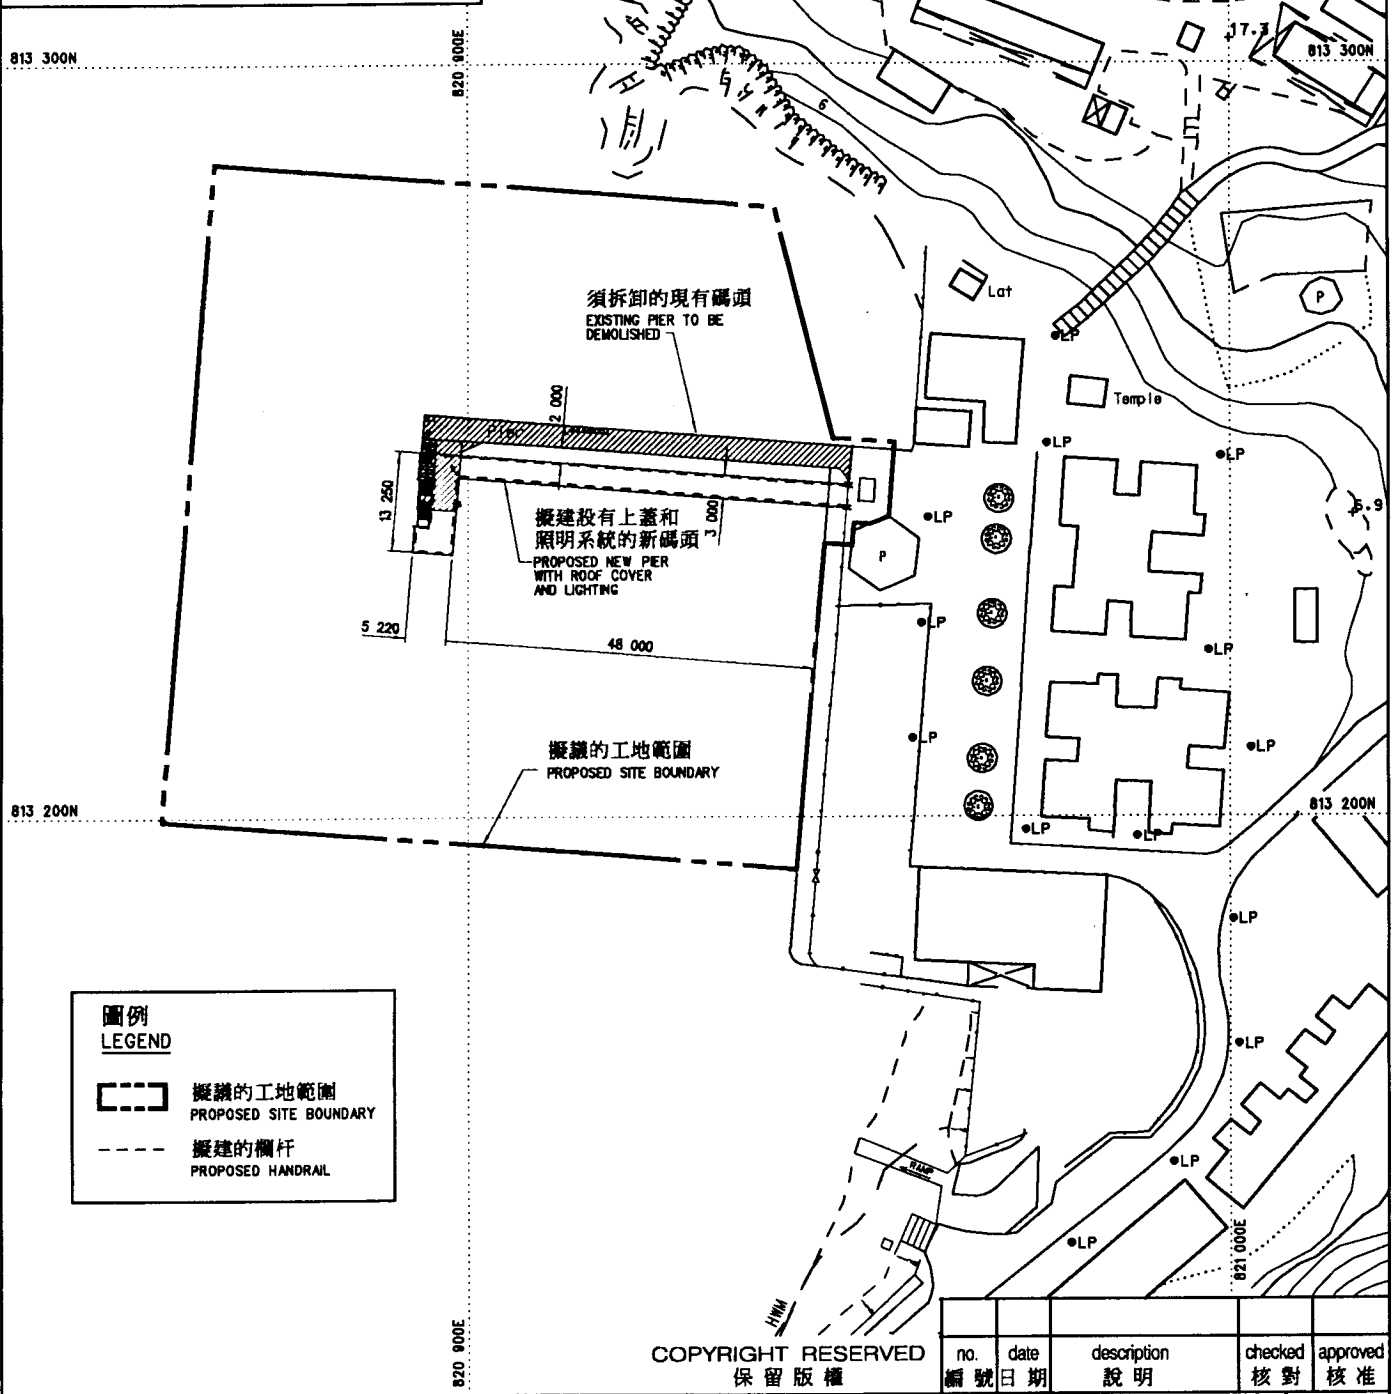 820 900E
17.3
813 300N
813 300N
6
須拆卸的現有碼頭
EXISTING PIER TO BE
DEMOLISHED
Lat
P
LP
Temple
2 000
Pier
LP
LP
13 250
擬建設有上蓋和
照明系統的新碼頭
PROPOSED NEW PIER
WITH ROOF COVER
AND LIGHTING
3 000
LP
P
5 220
48 000
LP
LP
擬議的工地範圍
PROPOSED SITE BOUNDARY
LP
LP
813 200N
813 200N
LP
LP
LP
圖例
LEGEND
擬議的工地範圍
PROPOSED SITE BOUNDARY
擬建的欄杆
PROPOSED HANDRAIL
LP
RAMP
LP
LP
821 000E
HWM
820 900E
COPYRIGHT RESERVED
保留版權
no. date description checked approved
編號 日期 說明 核對 核准